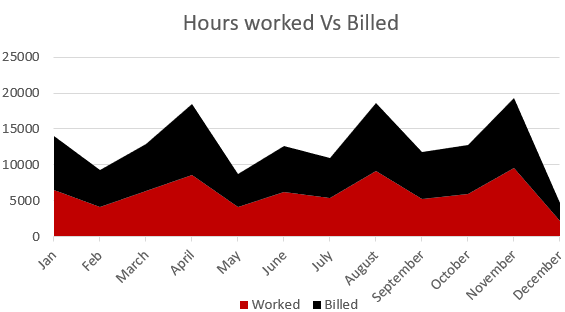 Hours worked Vs Billed
25000
20000
15000
10000
5000
0
Jan
Feb
March
April
May
June
July
August
September
October
November
December
Worked Billed